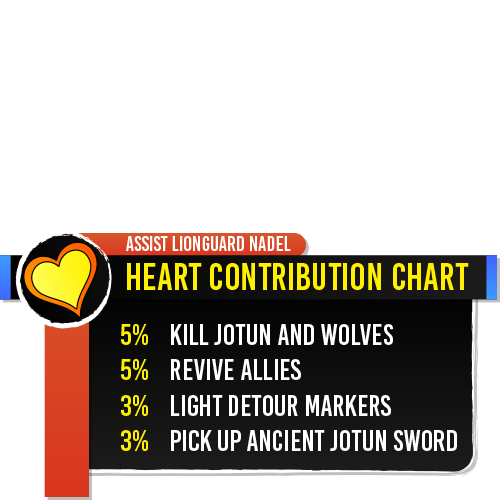 ASSIST LIONGUARD NADEL
HEART CONTRIBUTION CHART
5% KILL JOTUN AND WOLVES
5% REVIVE ALLIES
3% LIGHT DETOUR MARKERS
3% PICK UP ANCIENT JOTUN SWORD